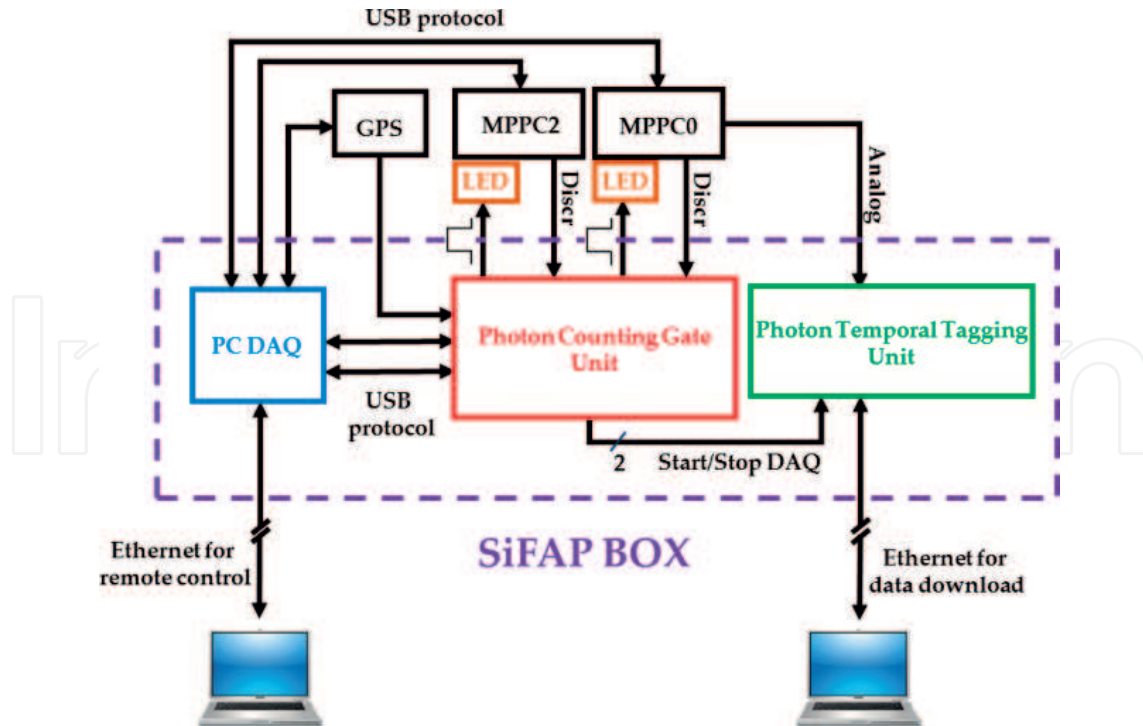 USB protocol
GPS
MPPC2
MPPC0
LED
Discr
LED
Discr
Analog
PC DAQ
Photon Counting Gate
Unit
Photon Temporal Tagging
Unit
USB
protocol
2
Start/Stop DAQ
Ethernet for
remote control
SiFAP BOX
Ethernet for
data download